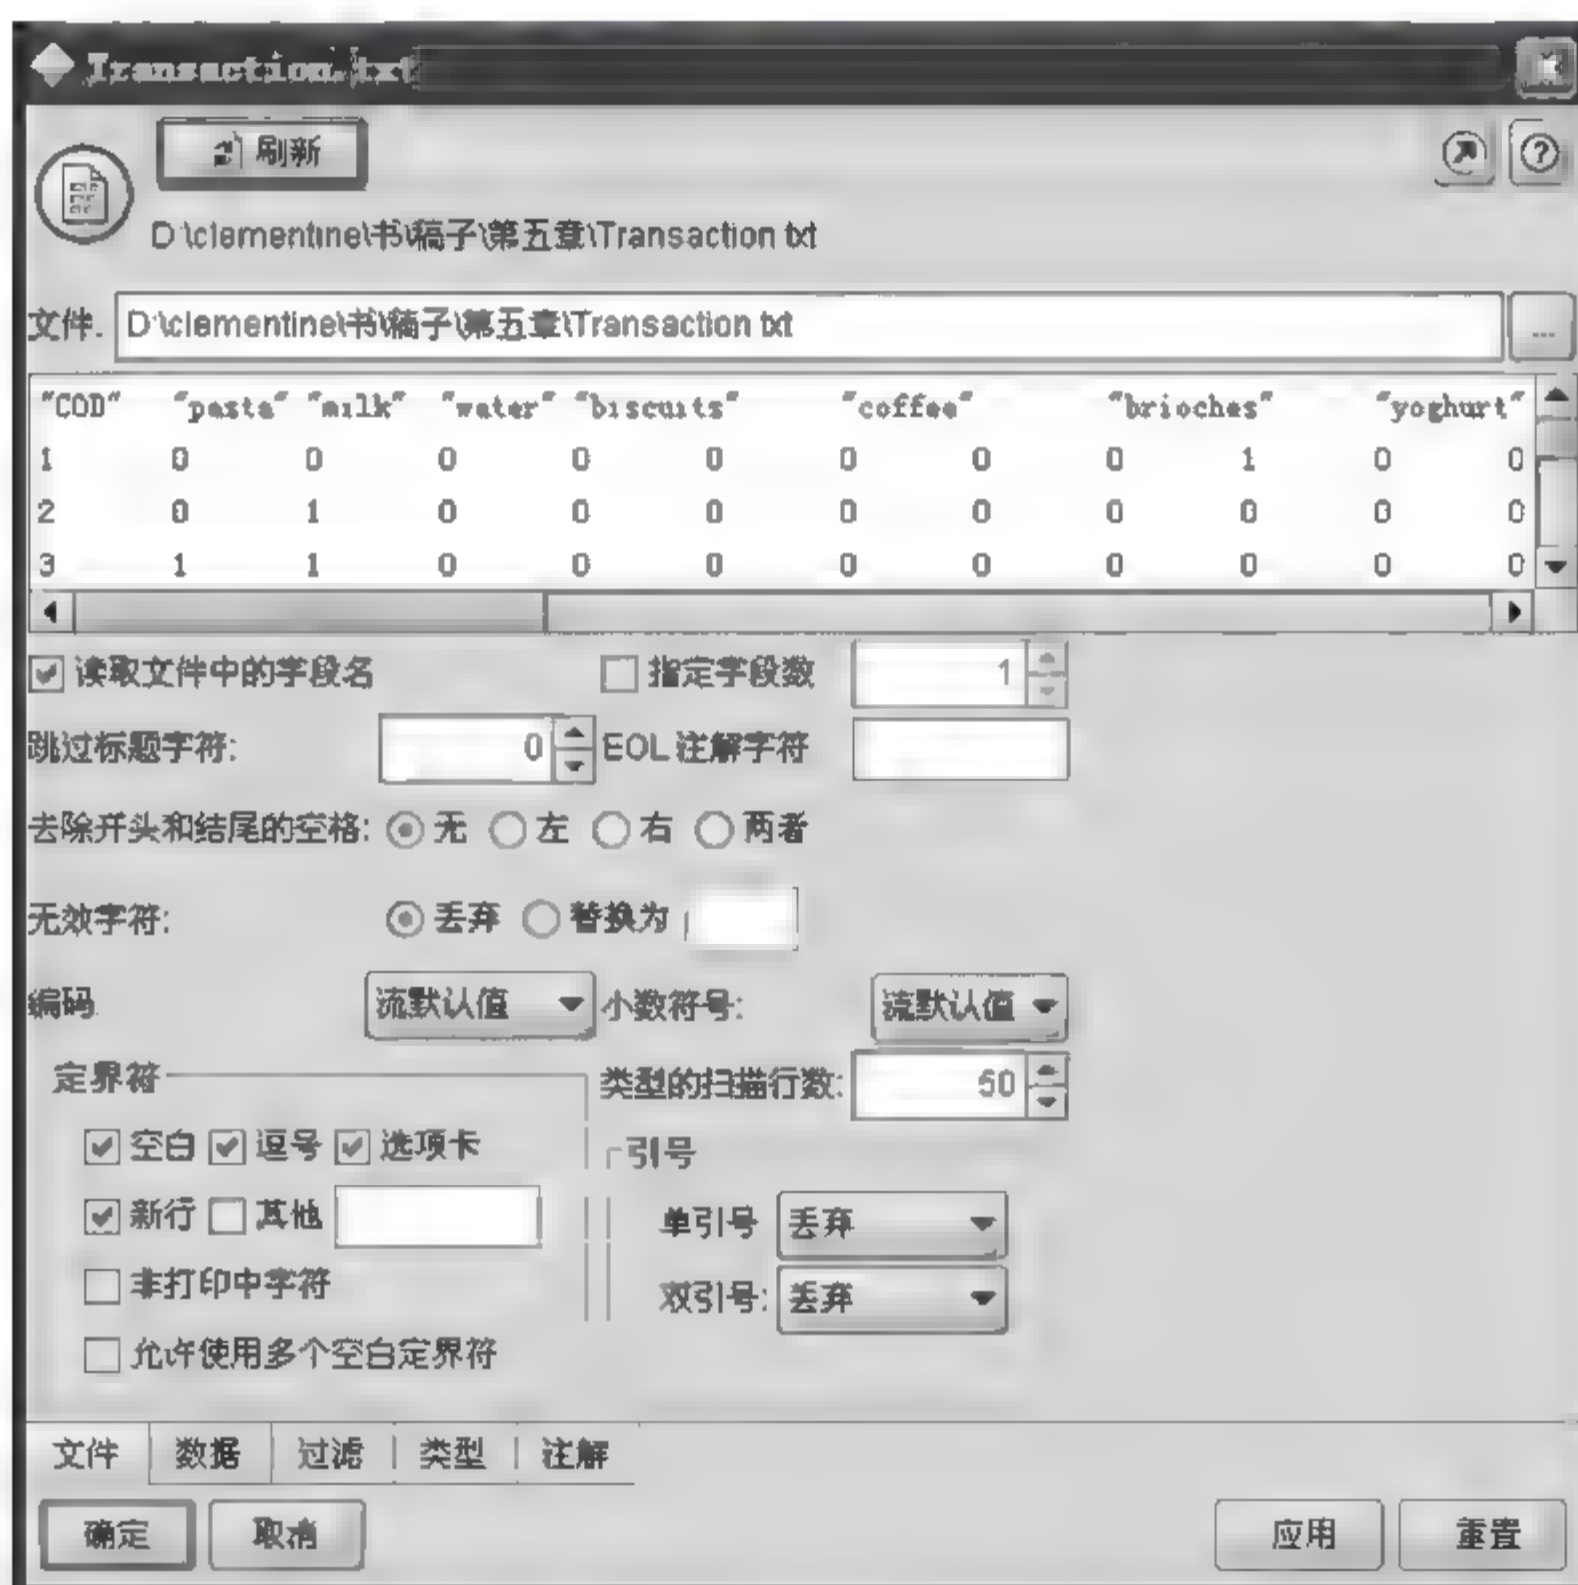 Transaction.txt
刷新
D:\clementine\书\稿子\第五章\Transaction txt
文件. D:\clementine\书\稿子\第五章\Transaction txt ...
"COD" "pasta" "milk" "water" "biscuits" "coffee" "brioches" "yoghurt"
1 0 0 0 0 0 0 0 0 1 0 0
2 0 1 0 0 0 0 0 0 0 0 0
3 1 1 0 0 0 0 0 0 0 0 0
读取文件中的字段名 指定字段数 1
跳过标题字符: 0 EOL 注解字符
去除开头和结尾的空格: 无 左 右 两者
无效字符: 丢弃 替换为
编码 流默认值 小数符号: 流默认值
定界符 类型的扫描行数: 50
空白 逗号 选项卡 引号
新行 其他 单引号 丢弃
非打印中字符 双引号: 丢弃
允许使用多个空白定界符
文件 数据 过滤 类型 注解
确定 取消 应用 重置